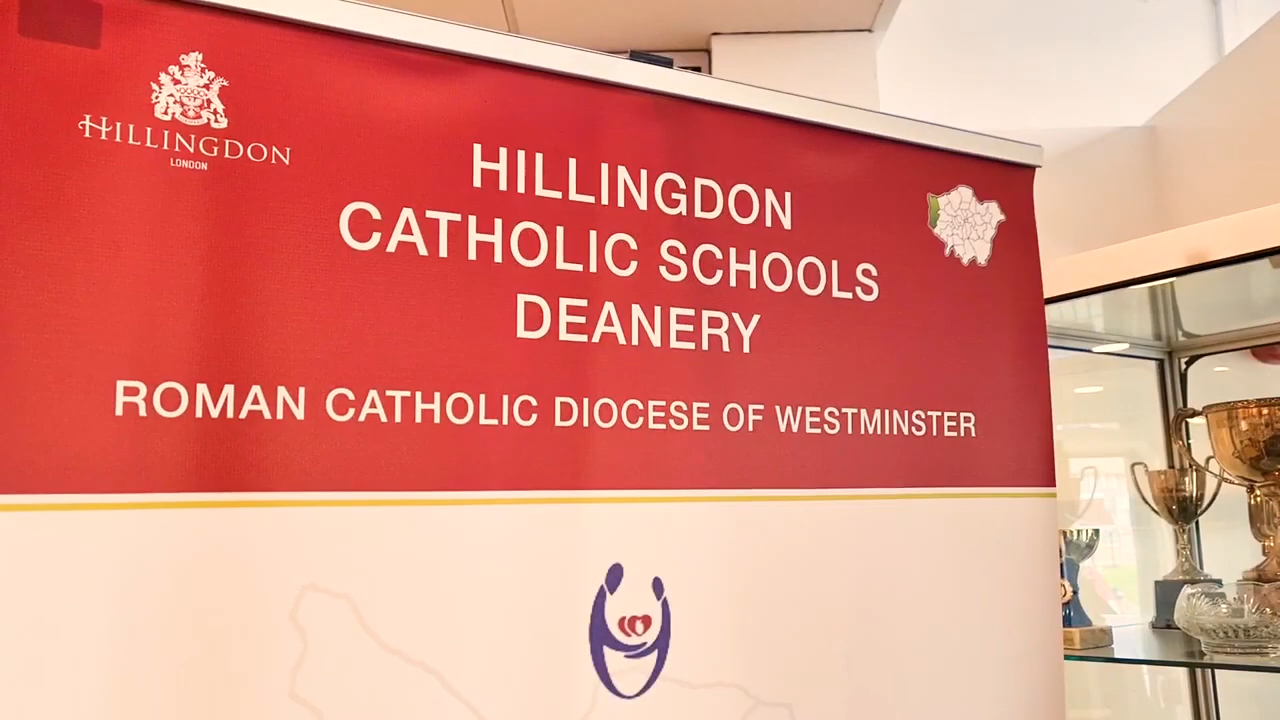 HILLINGDON
LONDON
HILLINGDON
CATHOLIC SCHOOLS
DEANERY
ROMAN CATHOLIC DIOCESE OF WESTMINSTER